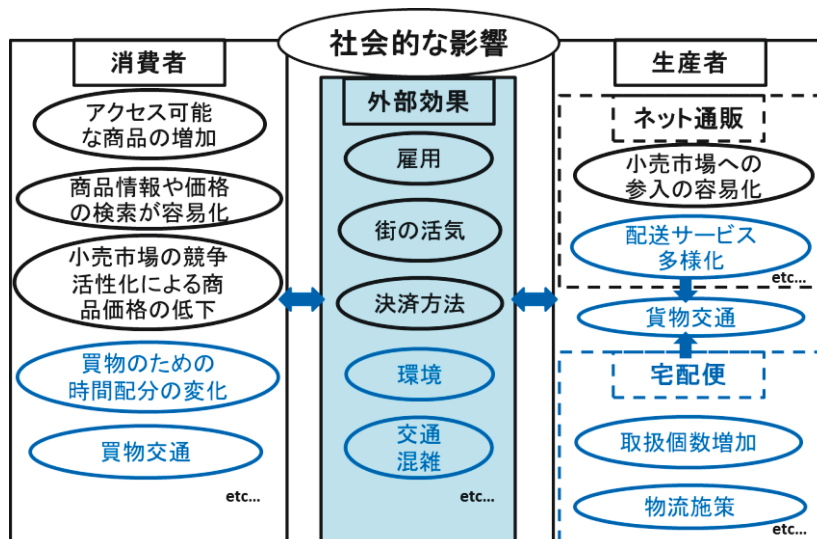 社会的な影響
消費者
アクセス可能
な商品の増加
商品情報や価格
の検索が容易化
小売市場の競争
活性化による商
品価格の低下
買物のための
時間配分の変化
買物交通
etc...
外部効果
雇用
街の活気
決済方法
環境
交通
混雑
etc...
生産者
ネット通販
小売市場への
参入の容易化
配送サービス
多様化
etc...
貨物交通
宅配便
取扱個数増加
物流施策
etc...